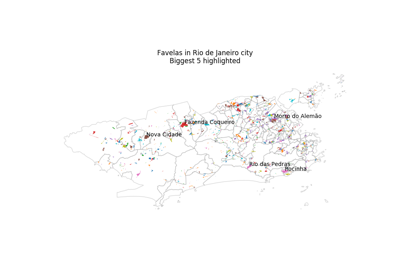 Favelas in Rio de Janeiro city
Biggest 5 highlighted
Morro do Alemão
Fazenda Coqueiro
Nova Cidade
Rio das Pedras
Rocinha